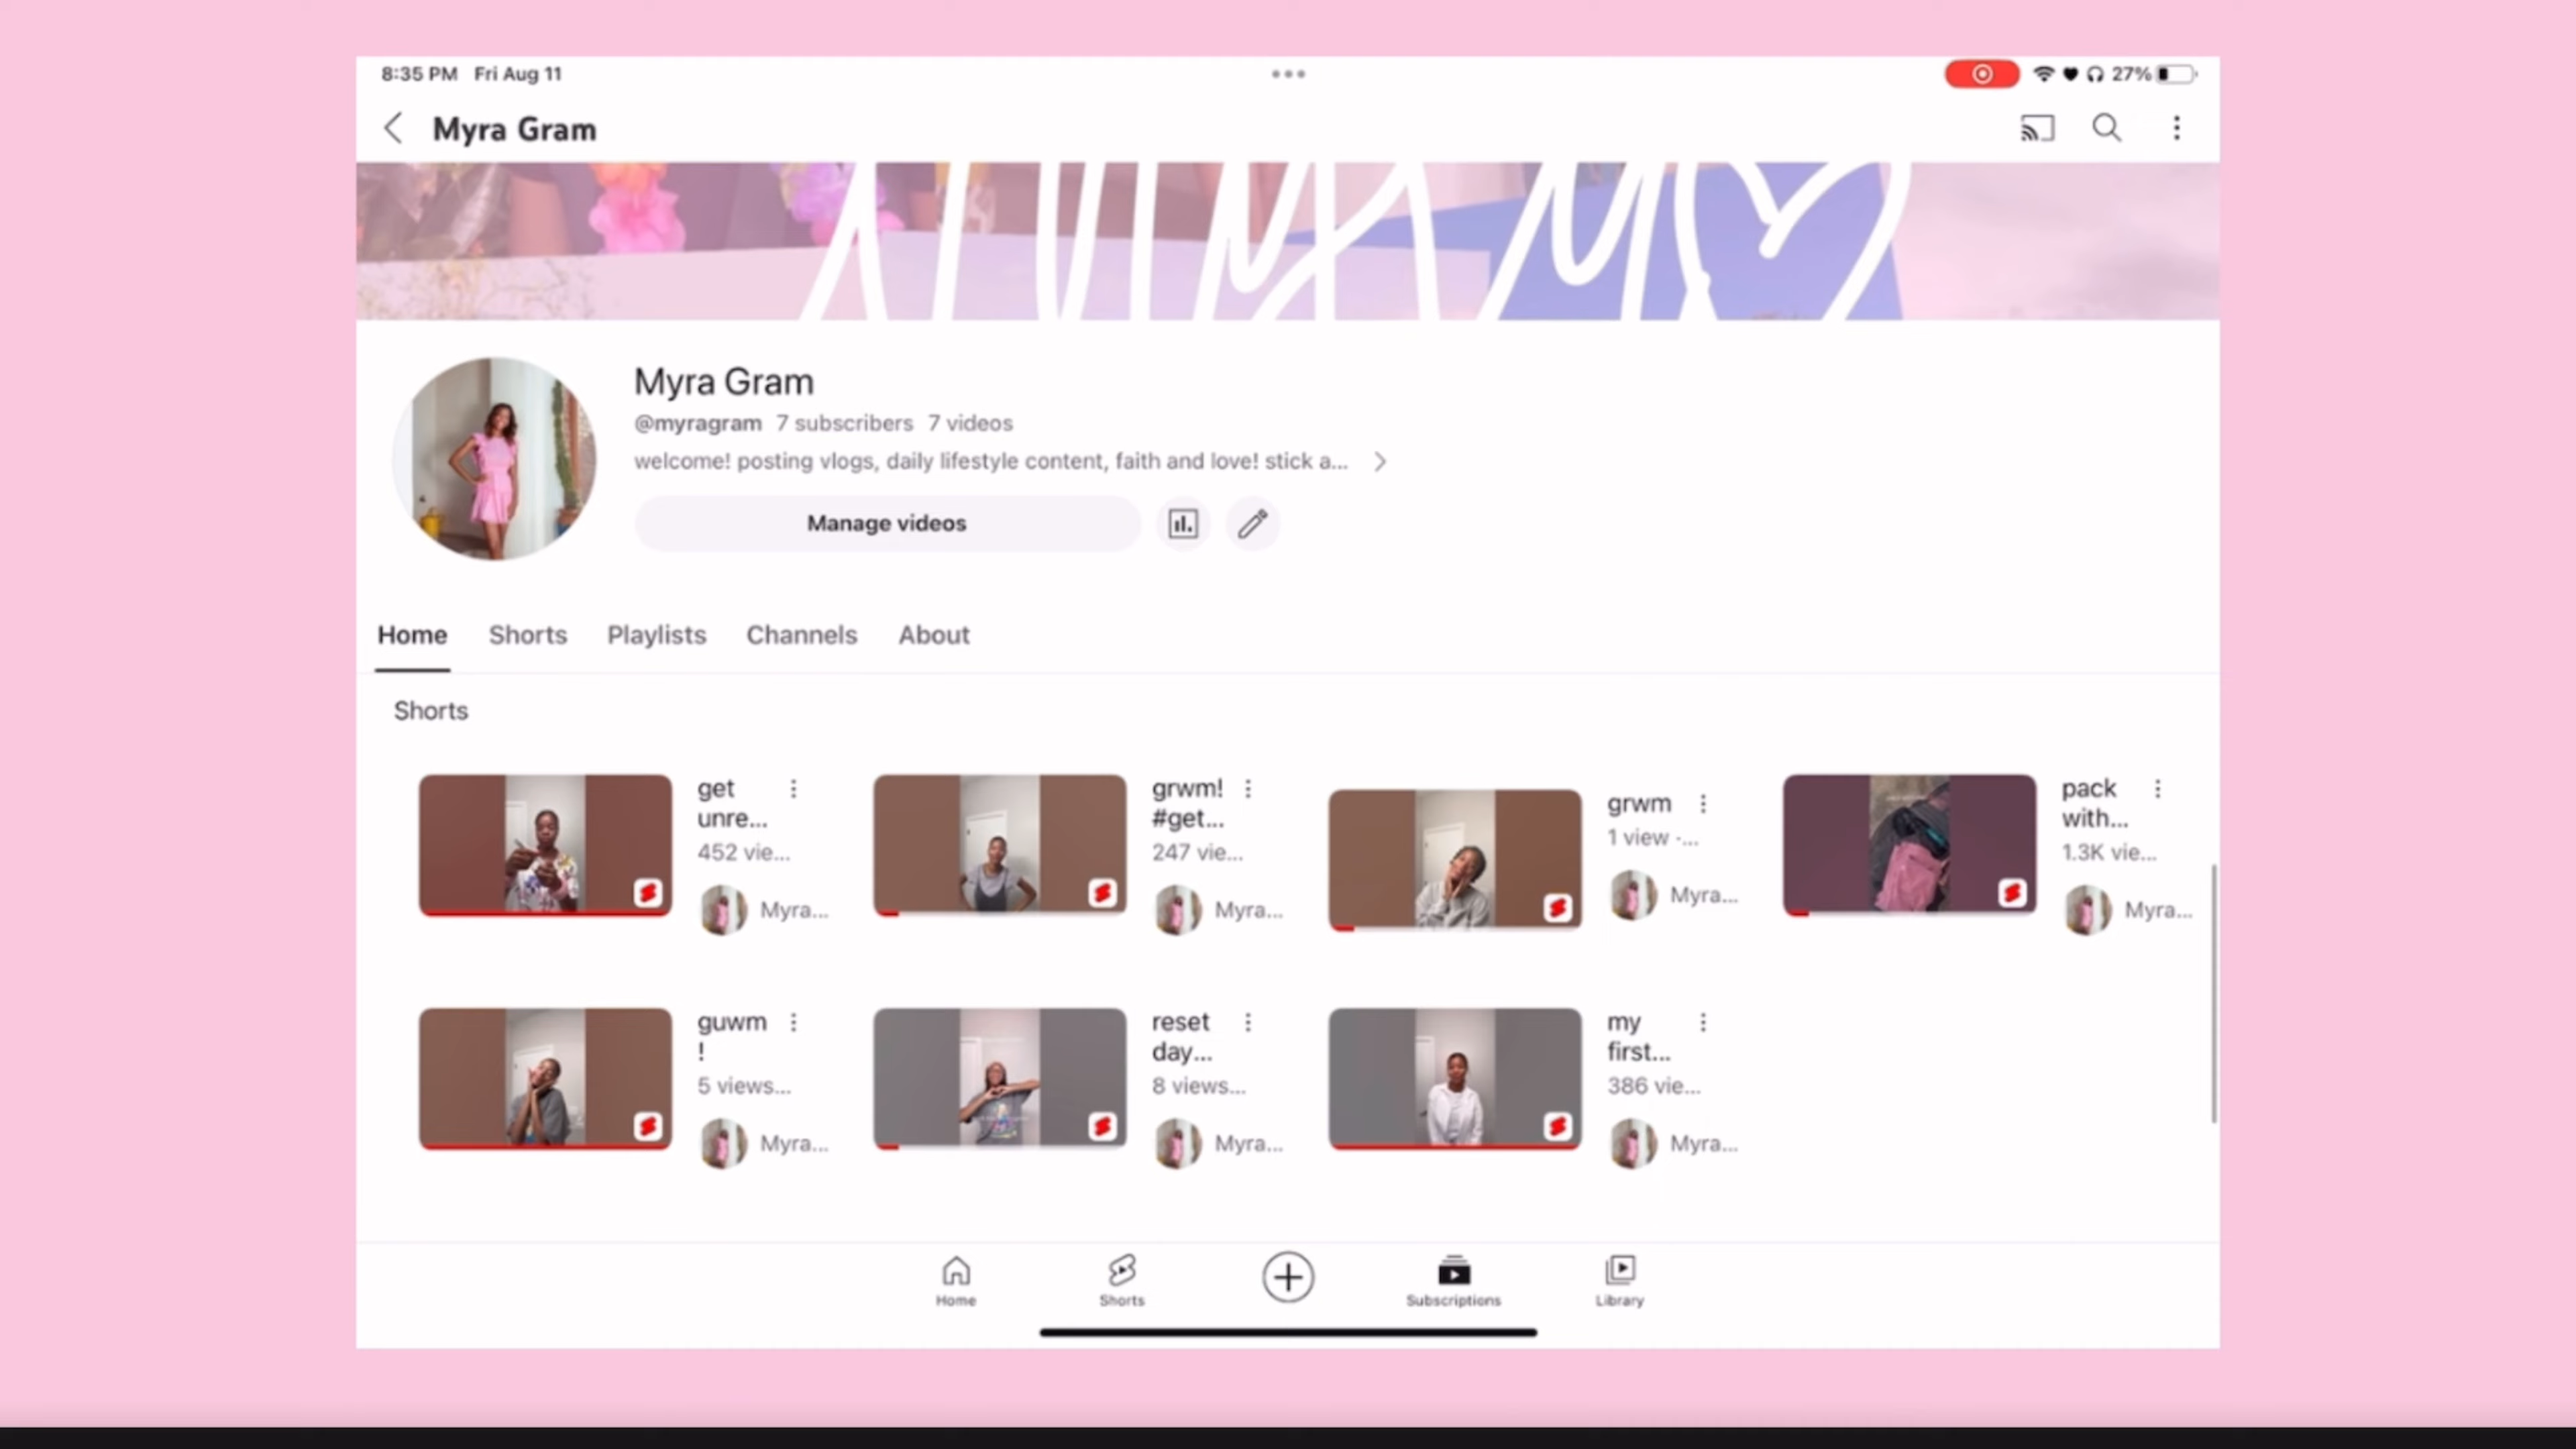 8:35 PM Fri Aug 11
27%
Myra Gram
Myra Gram
@myragram 7 subscribers 7 videos
welcome! posting vlogs, daily lifestyle content, faith and love! stick a...
Manage videos
Home Shorts Playlists Channels About
Shorts
get
unre...
452 vie...
Myra...
grwm!
#get...
247 vie...
Myra...
grwm
1 view ·...
Myra...
pack
with...
1.3K vie...
Myra...
guwm
!
5 views...
Myra...
reset
day...
8 views...
Myra...
my
first...
386 vie...
Myra...
Home Shorts Subscriptions Library